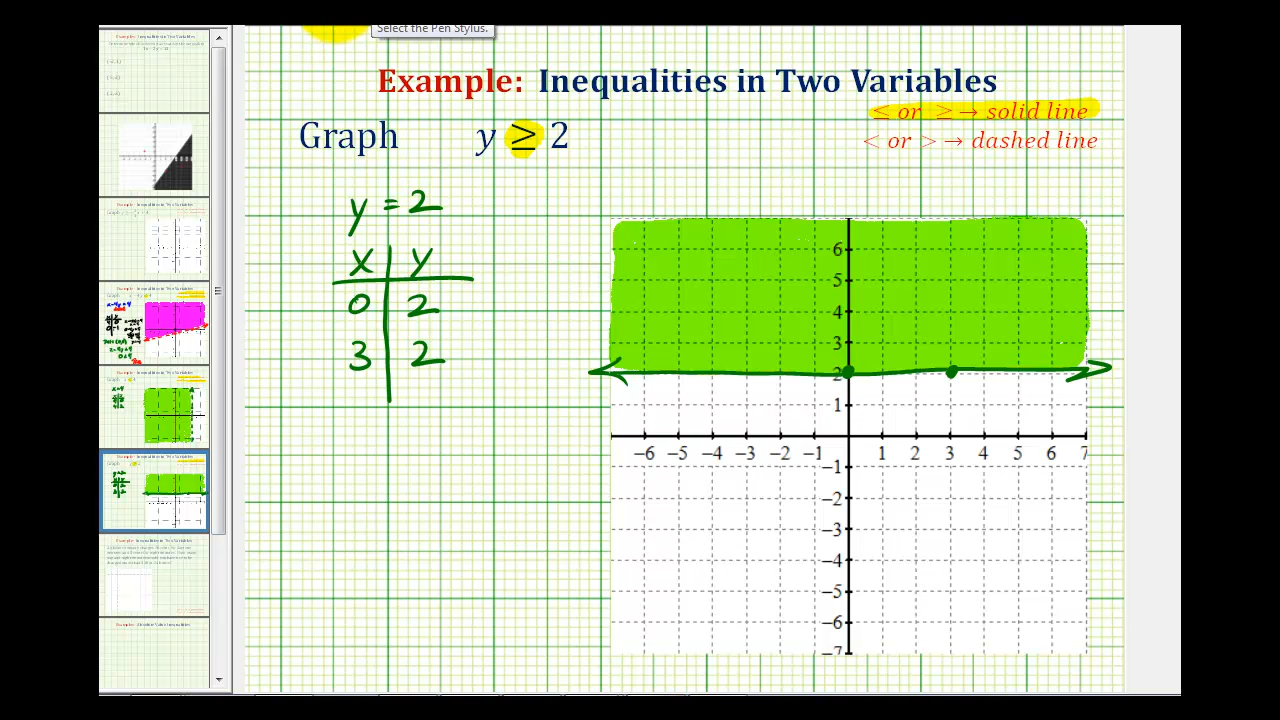 Select the Pen Stylus.
Example: Inequalities in Two Variables
≤ or ≥ → solid line
Graph y ≥ 2
< or > → dashed line
y = 2
x y
0 2
3 2
6
5
4
3
2
1
−6 −5 −4 −3 −2 −1 1 2 3 4 5 6 7
−1
−2
−3
−4
−5
−6
−7